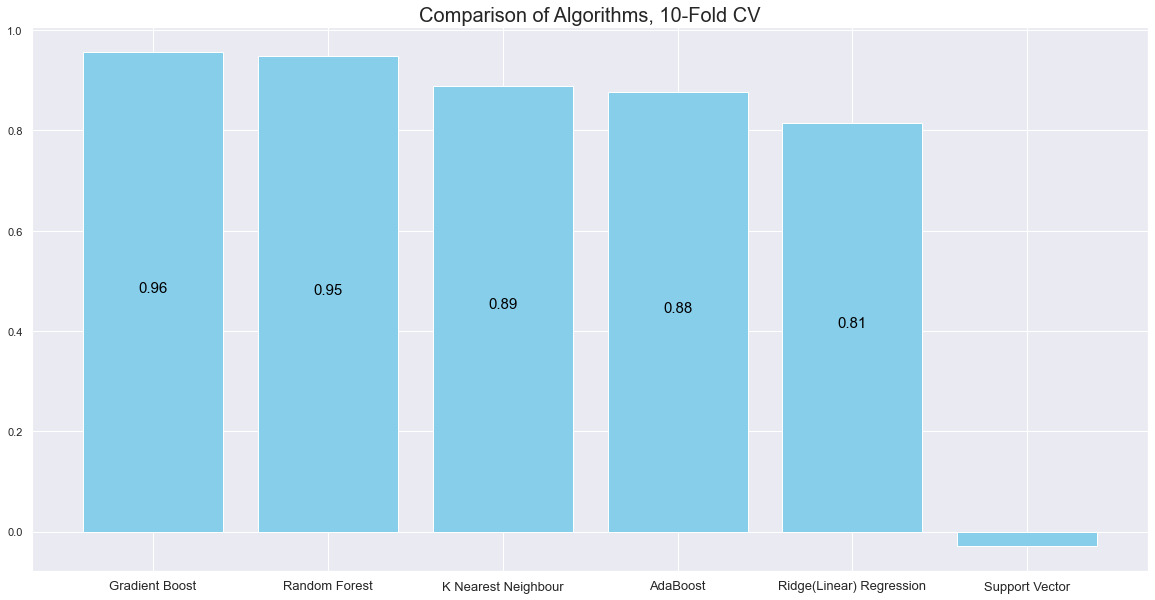 Comparison of Algorithms, 10-Fold CV
1.0
0.8
0.6
0.4
0.2
0.0
0.96
0.95
0.89
0.88
0.81
Gradient Boost
Random Forest
K Nearest Neighbour
AdaBoost
Ridge(Linear) Regression
Support Vector